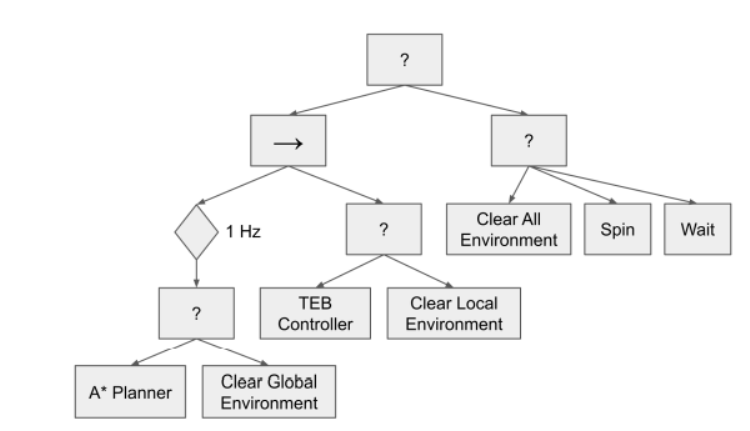 ?
→
?
1 Hz
?
Clear All
Environment
Spin
Wait
?
TEB
Controller
Clear Local
Environment
A* Planner
Clear Global
Environment